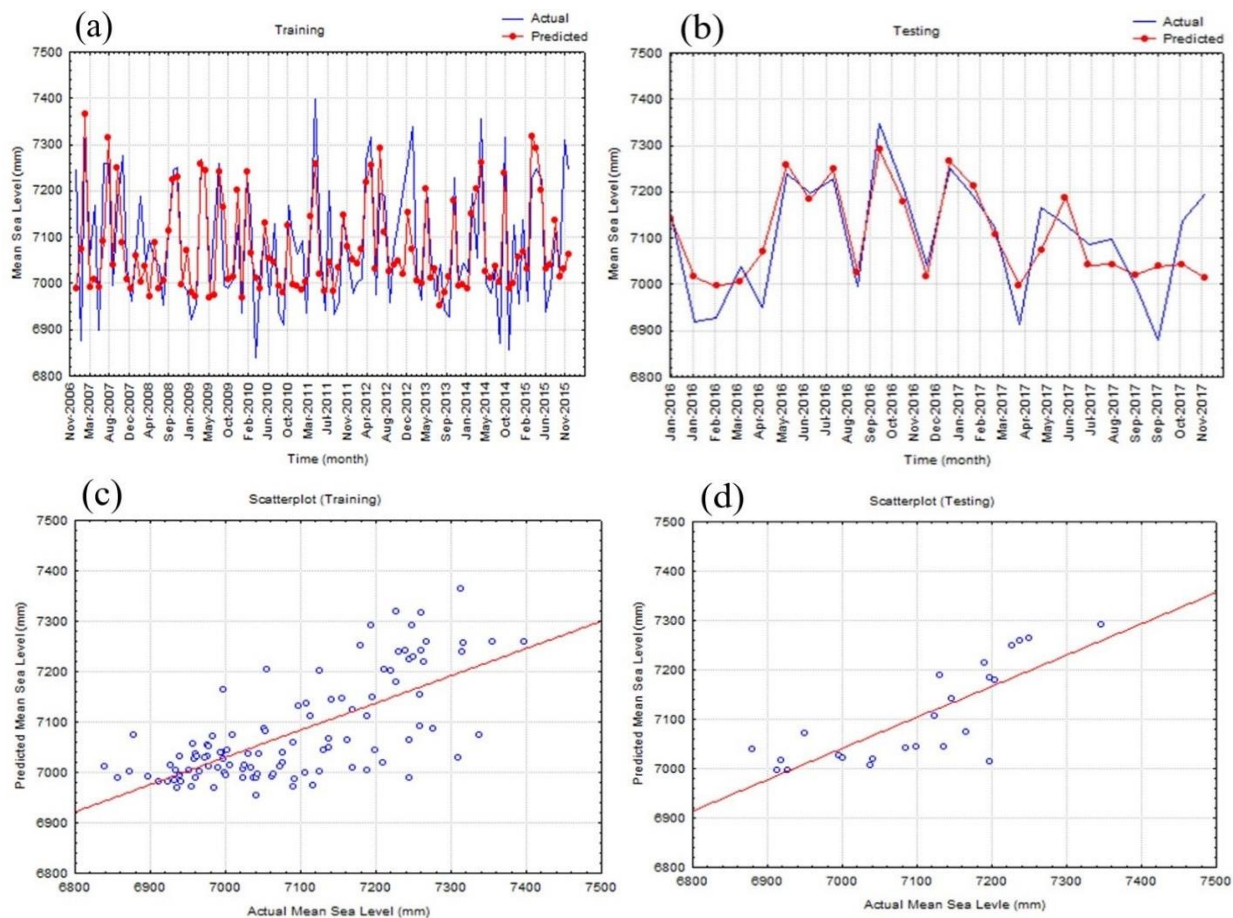 (a)
Training
Actual
Predicted
7500
7400
7300
7200
7100
7000
6900
6800
Mean Sea Level (mm)
Nov-2006
Mar-2007
Aug-2007
Dec-2007
Apr-2008
Sep-2008
Jan-2009
May-2009
Oct-2009
Feb-2010
Jun-2010
Oct-2010
Mar-2011
Jul-2011
Nov-2011
Apr-2012
Aug-2012
Dec-2012
May-2013
Sep-2013
Jan-2014
Jun-2014
Oct-2014
Feb-2015
Jun-2015
Nov-2015
Time (month)
(b)
Testing
Actual
Predicted
7500
7400
7300
7200
7100
7000
6900
6800
Mean Sea Level (mm)
Jan-2016
Jan-2016
Feb-2016
Mar-2016
Apr-2016
May-2016
Jun-2016
Jul-2016
Aug-2016
Sep-2016
Oct-2016
Nov-2016
Dec-2016
Jan-2017
Feb-2017
Mar-2017
Apr-2017
May-2017
Jun-2017
Jul-2017
Aug-2017
Sep-2017
Sep-2017
Oct-2017
Nov-2017
Time (month)
(c)
Scatterplot (Training)
7500
7400
7300
7200
7100
7000
6900
6800
Predicted Mean Sea Level (mm)
6800 6900 7000 7100 7200 7300 7400 7500
Actual Mean Sea Level (mm)
(d)
Scatterplot (Testing)
7500
7400
7300
7200
7100
7000
6900
6800
Predicted Mean Sea Level (mm)
6800 6900 7000 7100 7200 7300 7400 7500
Actual Mean Sea Levle (mm)